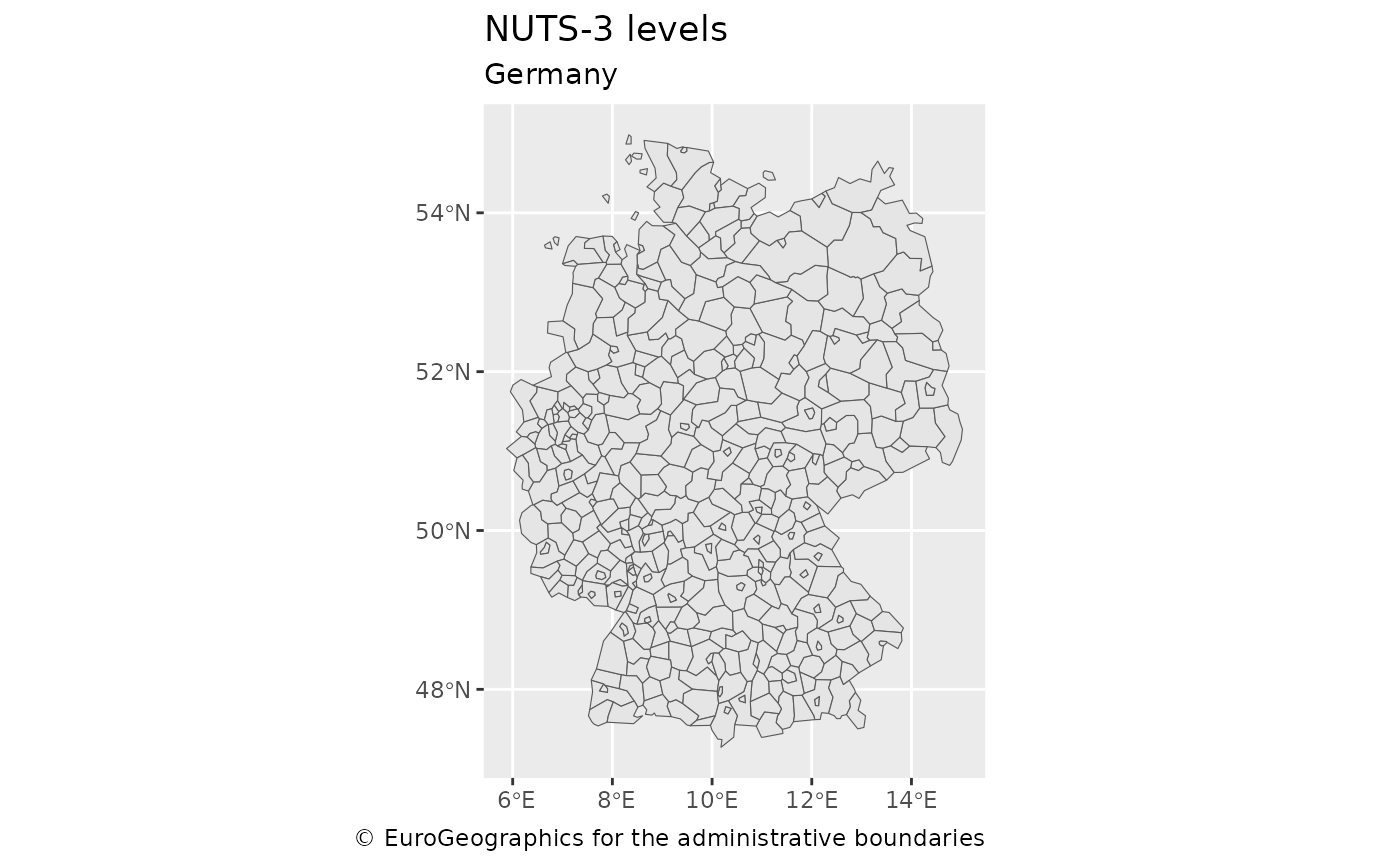 NUTS-3 levels
Germany
54°N
52°N
50°N
48°N
6°E 8°E 10°E 12°E 14°E
© EuroGeographics for the administrative boundaries